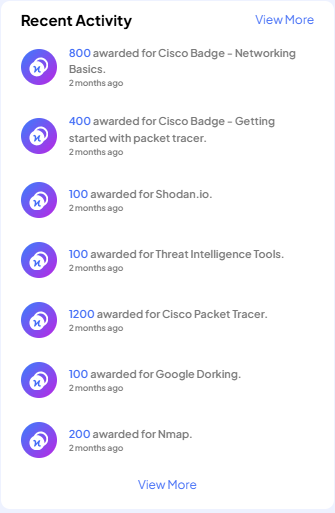 Recent Activity
View More
800 awarded for Cisco Badge - Networking
Basics.
2 months ago
400 awarded for Cisco Badge - Getting
started with packet tracer.
2 months ago
100 awarded for Shodan.io.
2 months ago
100 awarded for Threat Intelligence Tools.
2 months ago
1200 awarded for Cisco Packet Tracer.
2 months ago
100 awarded for Google Dorking.
2 months ago
200 awarded for Nmap.
2 months ago
View More